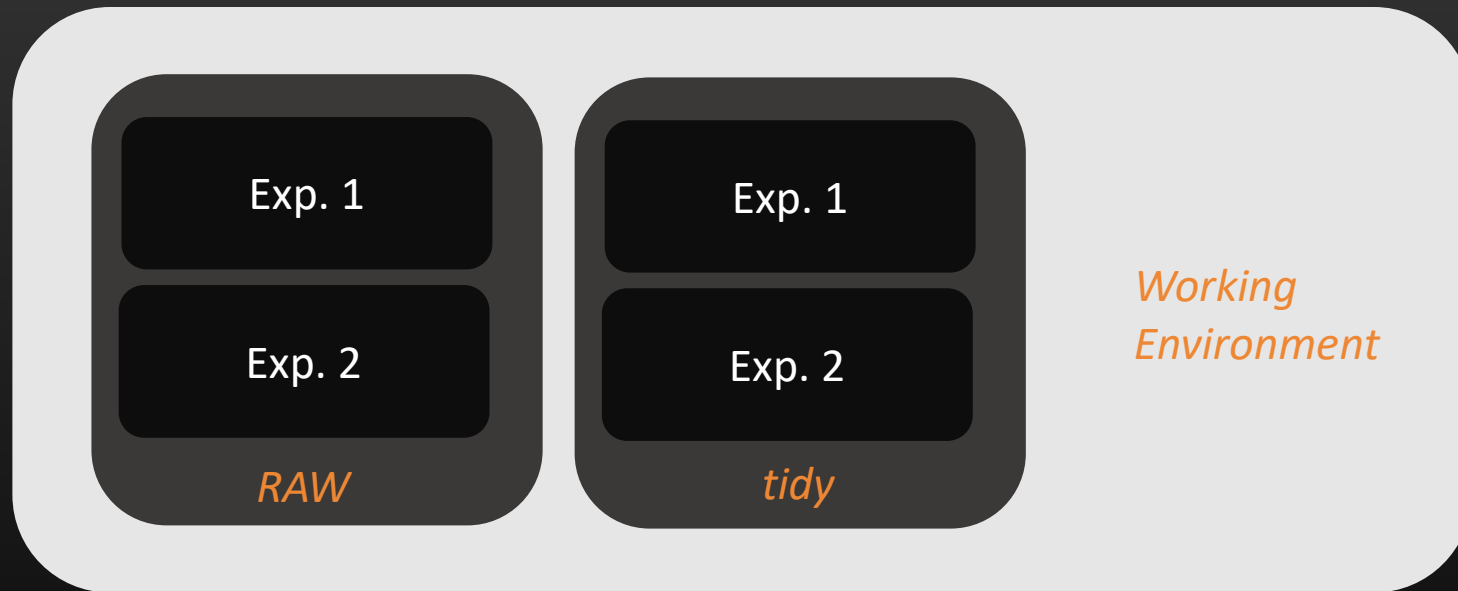 Exp. 1
Exp. 2
RAW
Exp. 1
Exp. 2
tidy
Working
Environment